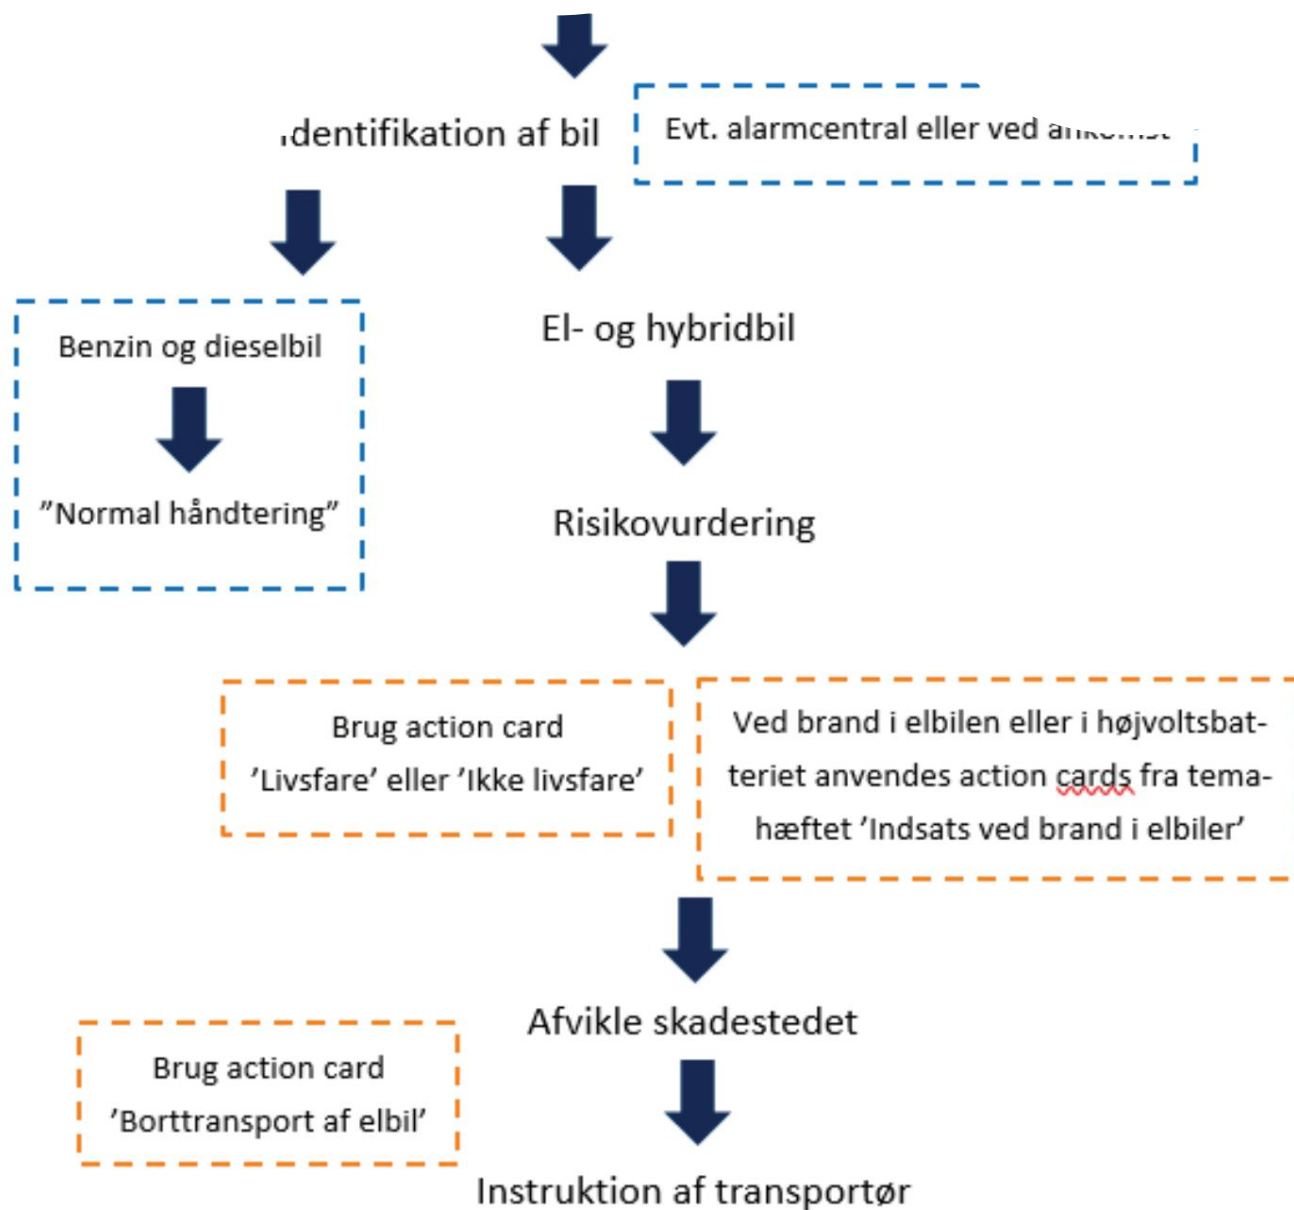 Identifikation af bil
Evt. alarmcentral eller ved ankomst
Benzin og dieselbil
”Normal håndtering”
El- og hybridbil
Risikovurdering
Brug action card
’Livsfare’ eller ’Ikke livsfare’
Ved brand i elbilen eller i højvoltsbat-
teriet anvendes action cards fra tema-
hæftet ’Indsats ved brand i elbiler’
Afvikle skadestedet
Brug action card
’Borttransport af elbil’
Instruktion af transportør